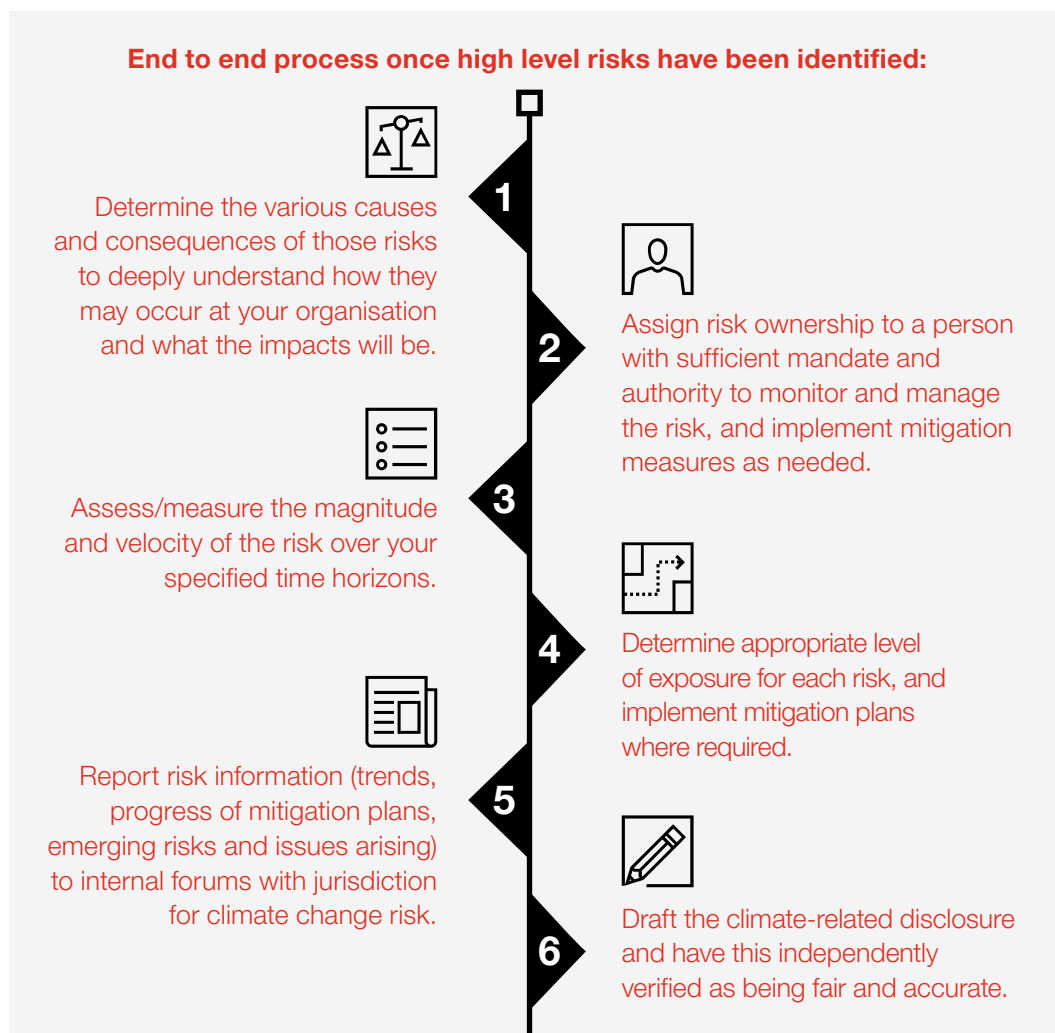 End to end process once high level risks have been identified:
1
Determine the various causes
and consequences of those risks
to deeply understand how they
may occur at your organisation
and what the impacts will be.
2
Assign risk ownership to a person
with sufficient mandate and
authority to monitor and manage
the risk, and implement mitigation
measures as needed.
3
Assess/measure the magnitude
and velocity of the risk over your
specified time horizons.
4
Determine appropriate level
of exposure for each risk, and
implement mitigation plans
where required.
5
Report risk information (trends,
progress of mitigation plans,
emerging risks and issues arising)
to internal forums with jurisdiction
for climate change risk.
6
Draft the climate-related disclosure
and have this independently
verified as being fair and accurate.